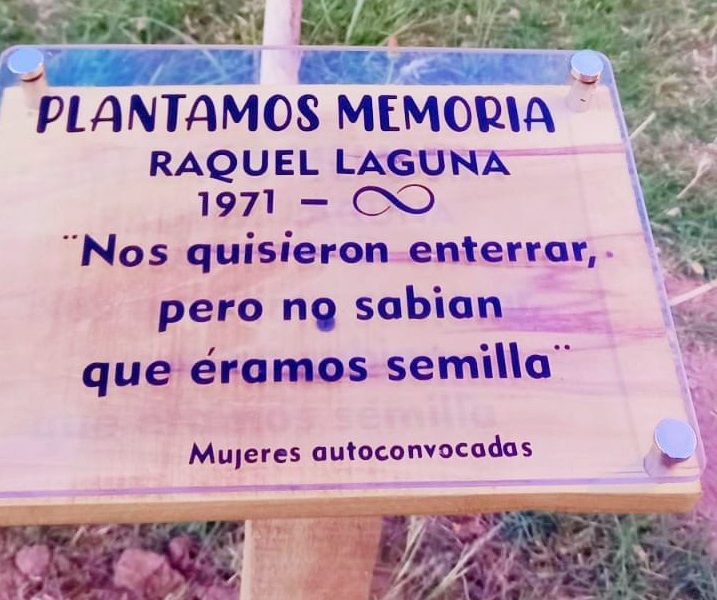 PLANTAMOS MEMORIA
RAQUEL LAGUNA
1971 – ∞
¨Nos quisieron enterrar,
pero no sabian
que éramos semilla¨
Mujeres autoconvocadas